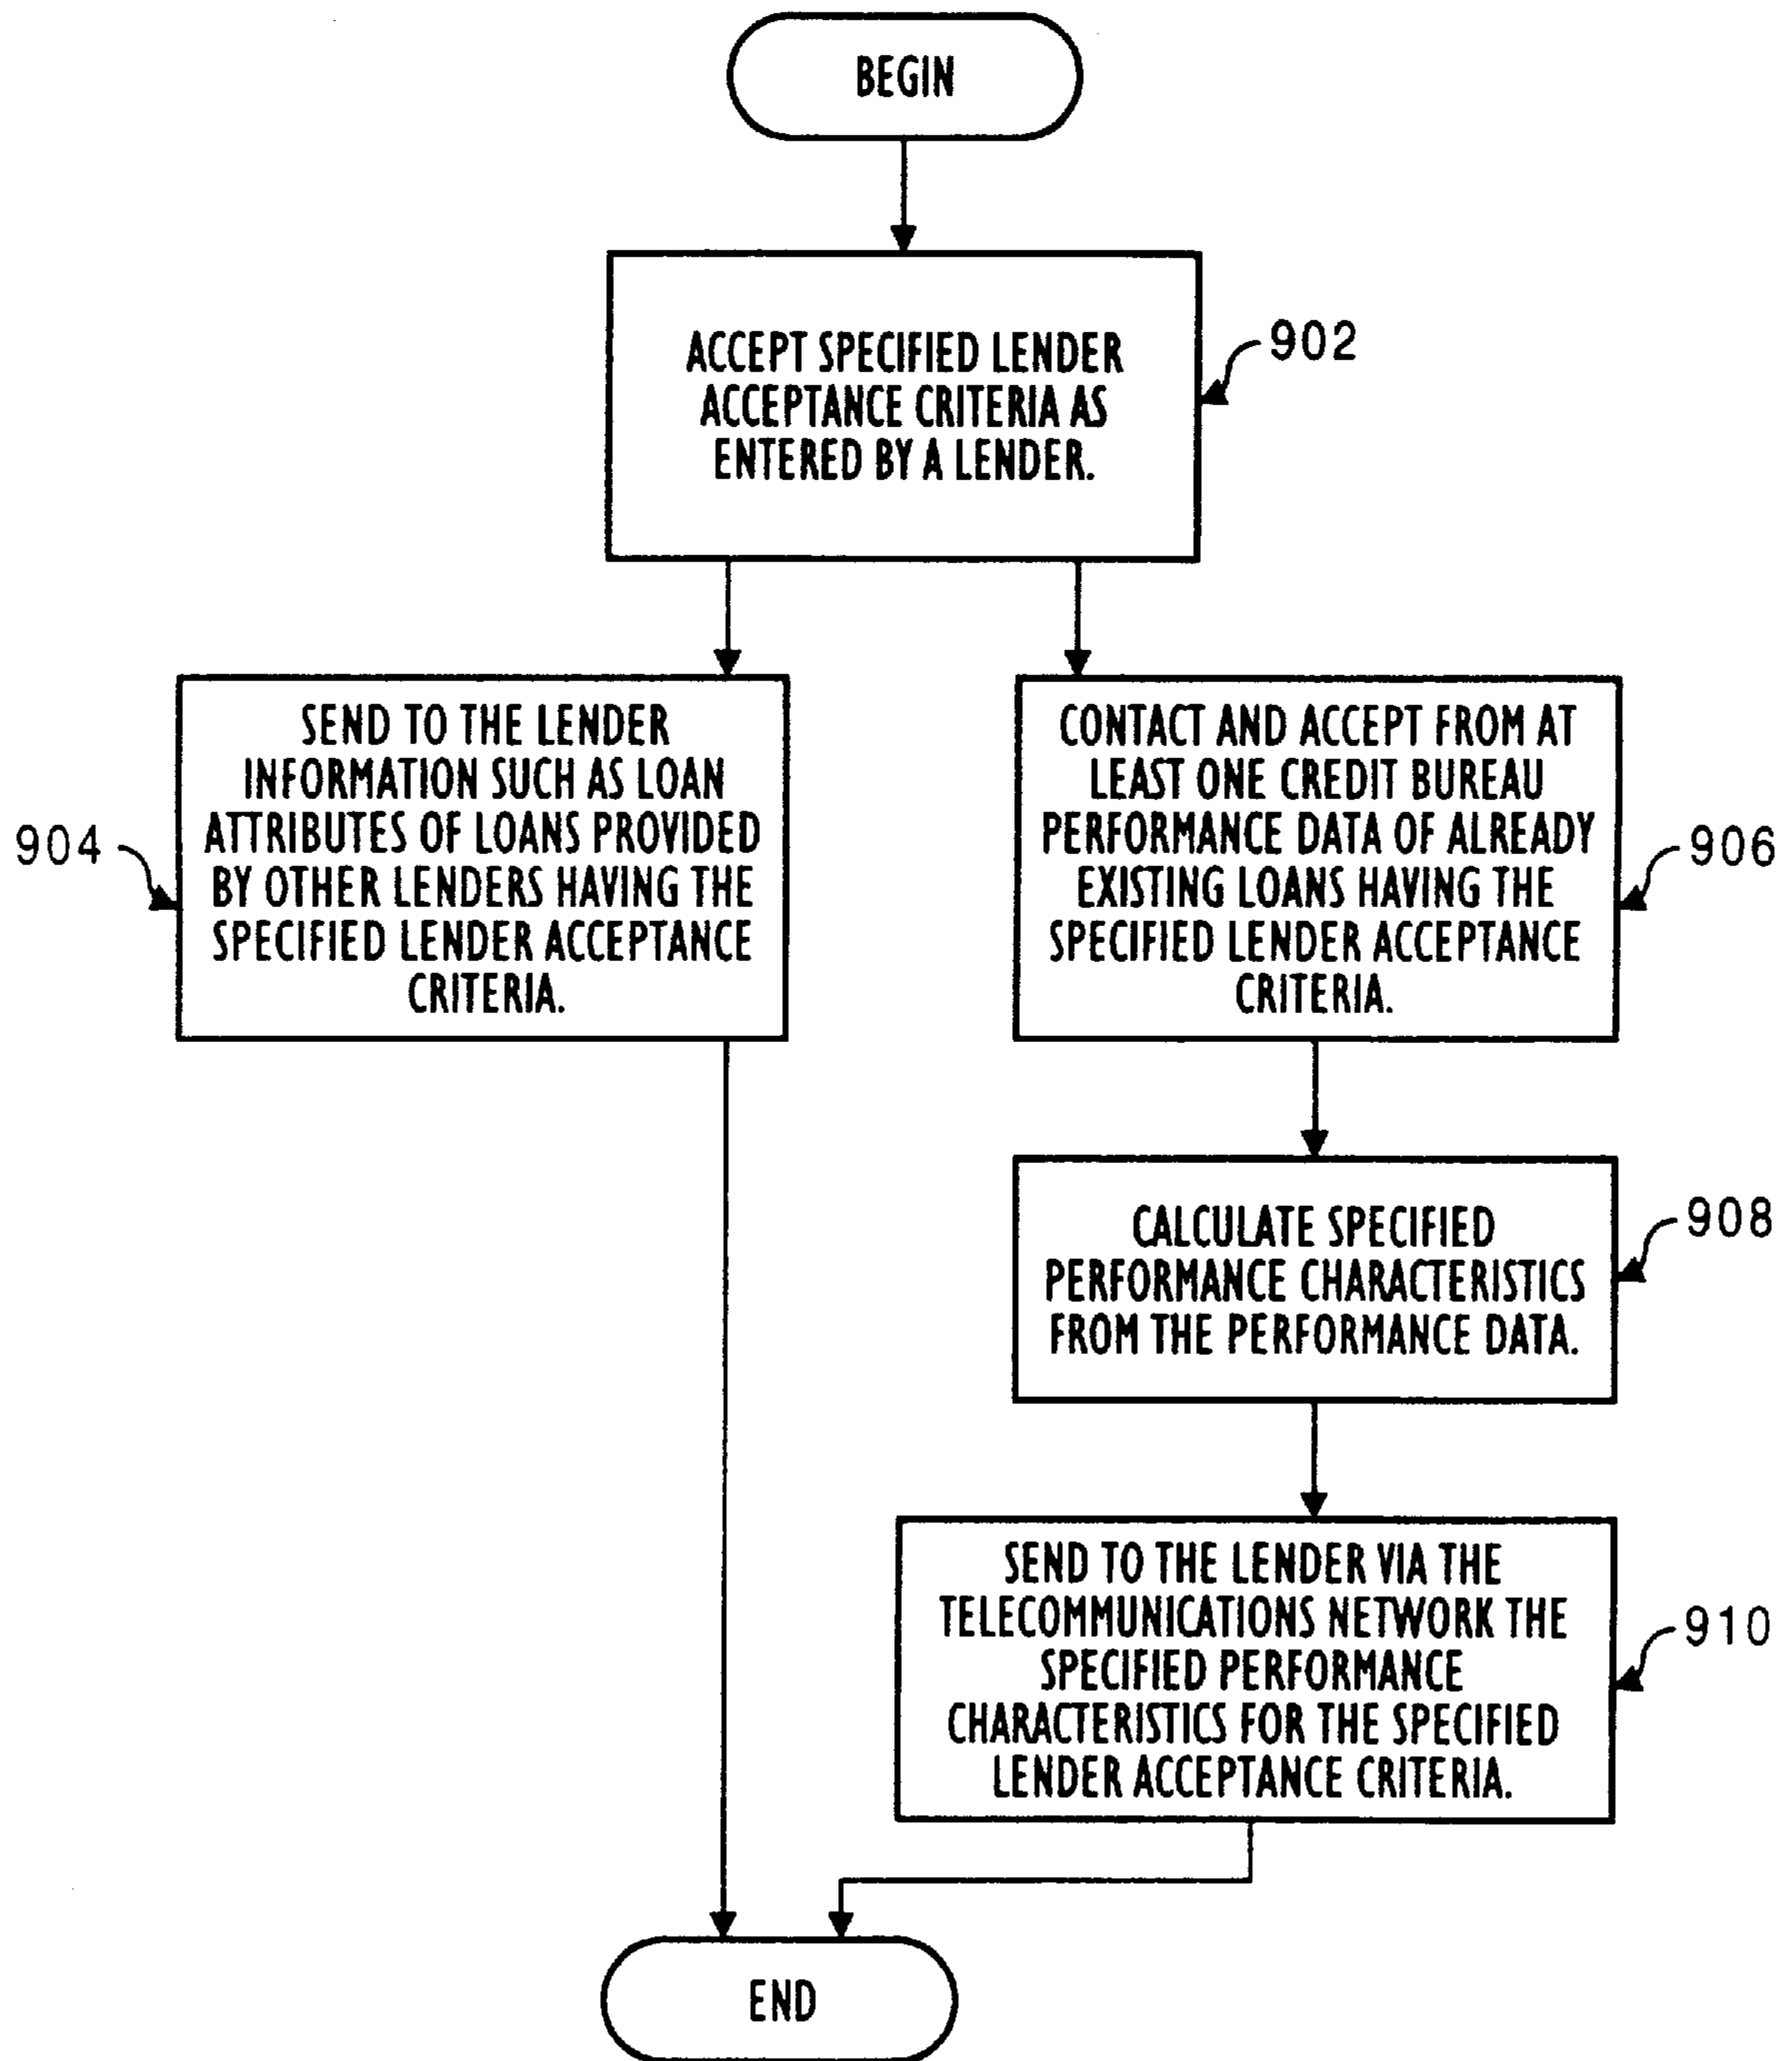 BEGIN
ACCEPT SPECIFIED LENDER
ACCEPTANCE CRITERIA AS
ENTERED BY A LENDER.
902
SEND TO THE LENDER
INFORMATION SUCH AS LOAN
ATTRIBUTES OF LOANS PROVIDED
BY OTHER LENDERS HAVING THE
SPECIFIED LENDER ACCEPTANCE
CRITERIA.
904
CONTACT AND ACCEPT FROM AT
LEAST ONE CREDIT BUREAU
PERFORMANCE DATA OF ALREADY
EXISTING LOANS HAVING THE
SPECIFIED LENDER ACCEPTANCE
CRITERIA.
906
CALCULATE SPECIFIED
PERFORMANCE CHARACTERISTICS
FROM THE PERFORMANCE DATA.
908
SEND TO THE LENDER VIA THE
TELECOMMUNICATIONS NETWORK THE
SPECIFIED PERFORMANCE
CHARACTERISTICS FOR THE SPECIFIED
LENDER ACCEPTANCE CRITERIA.
910
END